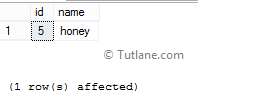 id name
1 5 honey
© Tutlane.com
(1 row(s) affected)